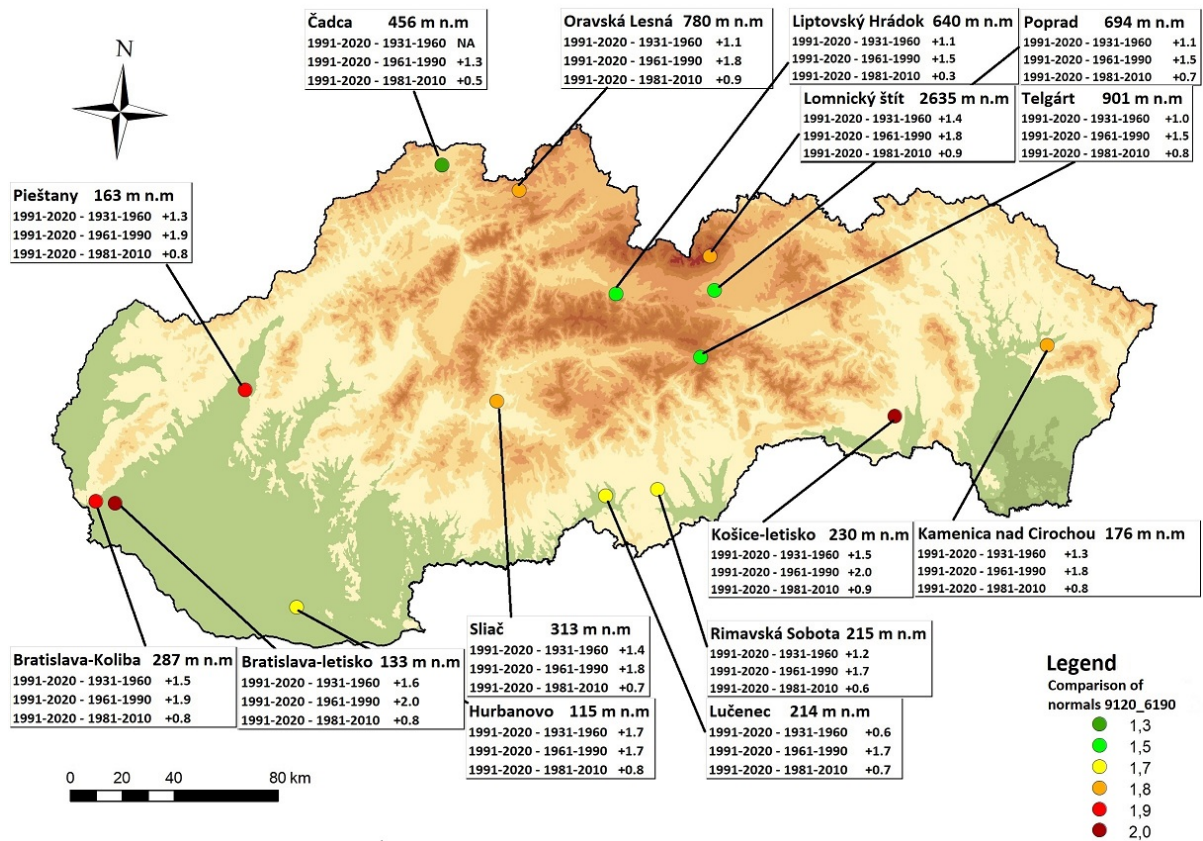 Čadca 456 m n.m
1991-2020 - 1931-1960 NA
1991-2020 - 1961-1990 +1.3
1991-2020 - 1981-2010 +0.5
Oravská Lesná 780 m n.m
1991-2020 - 1931-1960 +1.1
1991-2020 - 1961-1990 +1.8
1991-2020 - 1981-2010 +0.9
Liptovský Hrádok 640 m n.m
1991-2020 - 1931-1960 +1.1
1991-2020 - 1961-1990 +1.5
1991-2020 - 1981-2010 +0.3
Poprad 694 m n.m
1991-2020 - 1931-1960 +1.1
1991-2020 - 1961-1990 +1.5
1991-2020 - 1981-2010 +0.7
N
Lomnický štít 2635 m n.m
1991-2020 - 1931-1960 +1.4
1991-2020 - 1961-1990 +1.8
1991-2020 - 1981-2010 +0.9
Telgárt 901 m n.m
1991-2020 - 1931-1960 +1.0
1991-2020 - 1961-1990 +1.5
1991-2020 - 1981-2010 +0.8
Pieštany 163 m n.m
1991-2020 - 1931-1960 +1.3
1991-2020 - 1961-1990 +1.9
1991-2020 - 1981-2010 +0.8
Košice-letisko 230 m n.m
1991-2020 - 1931-1960 +1.5
1991-2020 - 1961-1990 +2.0
1991-2020 - 1981-2010 +0.9
Kamenica nad Cirochou 176 m n.m
1991-2020 - 1931-1960 +1.3
1991-2020 - 1961-1990 +1.8
1991-2020 - 1981-2010 +0.8
Bratislava-Koliba 287 m n.m
1991-2020 - 1931-1960 +1.5
1991-2020 - 1961-1990 +1.9
1991-2020 - 1981-2010 +0.8
Bratislava-letisko 133 m n.m
1991-2020 - 1931-1960 +1.6
1991-2020 - 1961-1990 +2.0
1991-2020 - 1981-2010 +0.8
Sliač 313 m n.m
1991-2020 - 1931-1960 +1.4
1991-2020 - 1961-1990 +1.8
1991-2020 - 1981-2010 +0.7
Rimavská Sobota 215 m n.m
1991-2020 - 1931-1960 +1.2
1991-2020 - 1961-1990 +1.7
1991-2020 - 1981-2010 +0.6
Hurbanovo 115 m n.m
1991-2020 - 1931-1960 +1.7
1991-2020 - 1961-1990 +1.7
1991-2020 - 1981-2010 +0.8
Lučenec 214 m n.m
1991-2020 - 1931-1960 +0.6
1991-2020 - 1961-1990 +1.7
1991-2020 - 1981-2010 +0.7
0 20 40 80 km
Legend
Comparison of
normals 9120_6190
1,3
1,5
1,7
1,8
1,9
2,0